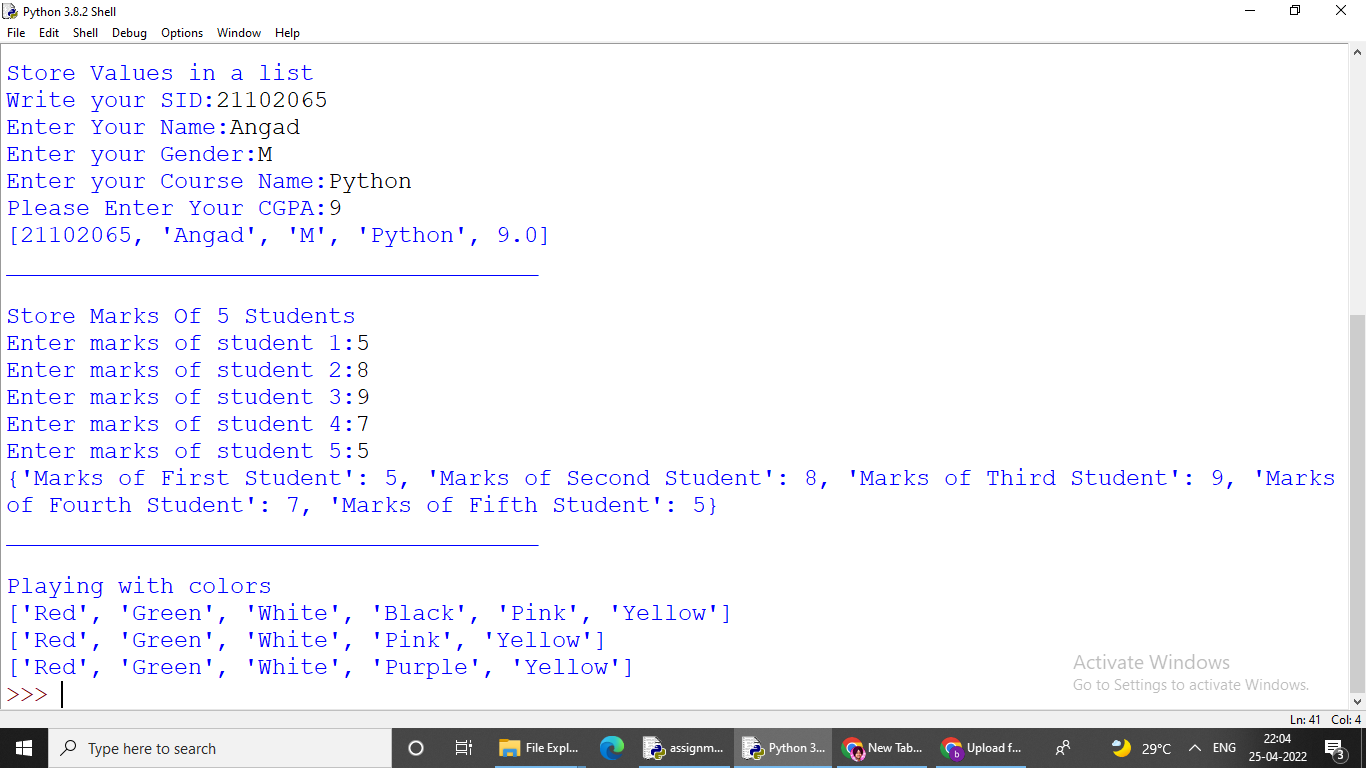 Python 3.8.2 Shell
File Edit Shell Debug Options Window Help
Store Values in a list
Write your SID:21102065
Enter Your Name:Angad
Enter your Gender:M
Enter your Course Name:Python
Please Enter Your CGPA:9
[21102065, 'Angad', 'M', 'Python', 9.0]
______________________________________
Store Marks Of 5 Students
Enter marks of student 1:5
Enter marks of student 2:8
Enter marks of student 3:9
Enter marks of student 4:7
Enter marks of student 5:5
{'Marks of First Student': 5, 'Marks of Second Student': 8, 'Marks of Third Student': 9, 'Marks
of Fourth Student': 7, 'Marks of Fifth Student': 5}
______________________________________
Playing with colors
['Red', 'Green', 'White', 'Black', 'Pink', 'Yellow']
['Red', 'Green', 'White', 'Pink', 'Yellow']
['Red', 'Green', 'White', 'Purple', 'Yellow']
>>>
Activate Windows
Go to Settings to activate Windows.
Ln: 41 Col: 4
Type here to search
File Expl...
assignm...
Python 3...
New Tab...
b
Upload f...
29°C
ENG
22:04
25-04-2022
3